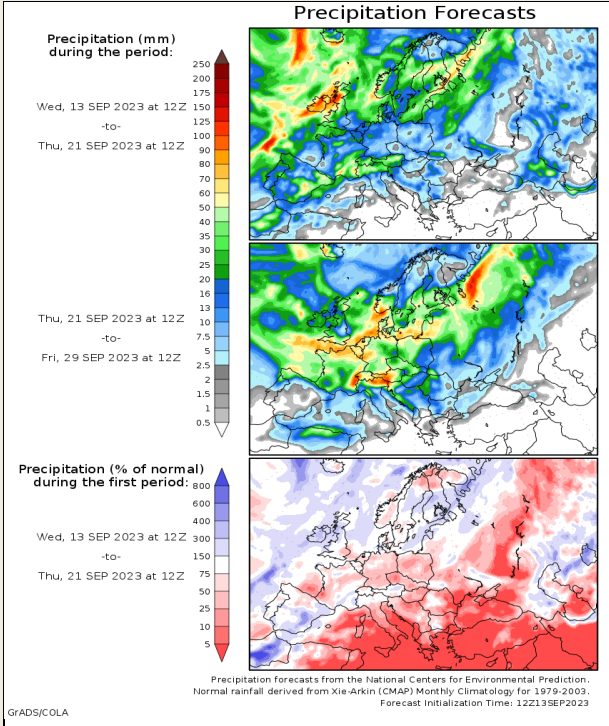 Precipitation Forecasts
Precipitation (mm)
during the period:
Wed, 13 SEP 2023 at 12Z
-to-
Thu, 21 SEP 2023 at 12Z
250
200
175
150
125
100
90
80
70
60
50
40
35
30
25
20
16
13
10
7.5
5
2.5
2
1.5
1
0.5
Thu, 21 SEP 2023 at 12Z
-to-
Fri, 29 SEP 2023 at 12Z
Precipitation (% of normal)
during the first period:
Wed, 13 SEP 2023 at 12Z
-to-
Thu, 21 SEP 2023 at 12Z
800
600
400
300
150
75
50
25
10
5
Precipitation forecasts from the National Centers for Environmental Prediction.
Normal rainfall derived from Xie-Arkin (CMAP) Monthly Climatology for 1979-2003.
Forecast Initialization Time: 12Z13SEP2023
GrADS/COLA